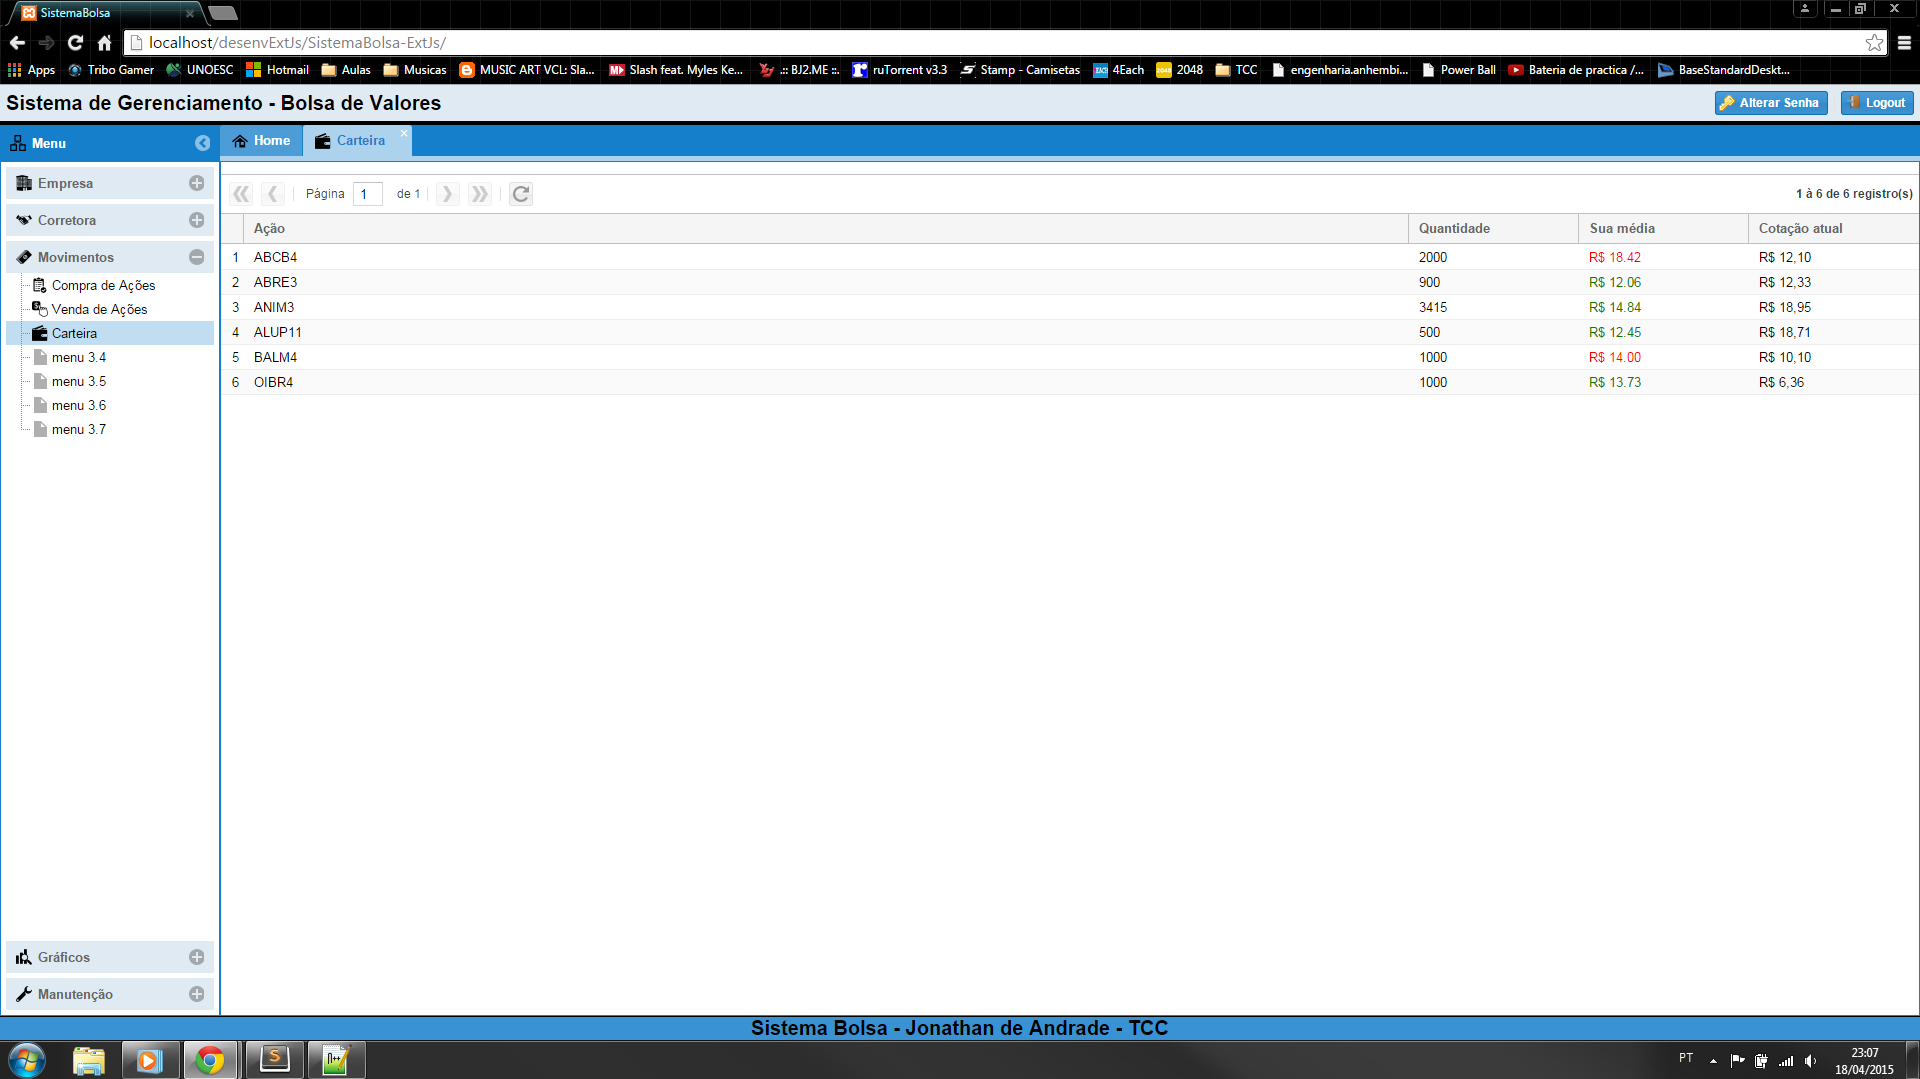 SistemaBolsa
localhost/desenvExtJs/SistemaBolsa-ExtJs/
Apps Tribo Gamer UNOESC Hotmail Aulas Musicas MUSIC ART VCL: Sla... Slash feat. Myles Ke... .:: BJ2.ME ::. ruTorrent v3.3 Stamp - Camisetas 4Each 2048 TCC engenharia.anhembi... Power Ball Bateria de practica /... BaseStandardDeskt...
Sistema de Gerenciamento - Bolsa de Valores Alterar Senha Logout
Menu Home Carteira
Empresa
Corretora
Movimentos
Compra de Ações
Venda de Ações
Carteira
menu 3.4
menu 3.5
menu 3.6
menu 3.7
Gráficos
Manutenção
Página 1 de 1 1 à 6 de 6 registro(s)
Ação Quantidade Sua média Cotação atual
1 ABCB4 2000 R$ 18.42 R$ 12,10
2 ABRE3 900 R$ 12.06 R$ 12,33
3 ANIM3 3415 R$ 14.84 R$ 18,95
4 ALUP11 500 R$ 12.45 R$ 18,71
5 BALM4 1000 R$ 14.00 R$ 10,10
6 OIBR4 1000 R$ 13.73 R$ 6,36
Sistema Bolsa - Jonathan de Andrade - TCC
PT 23:07
18/04/2015